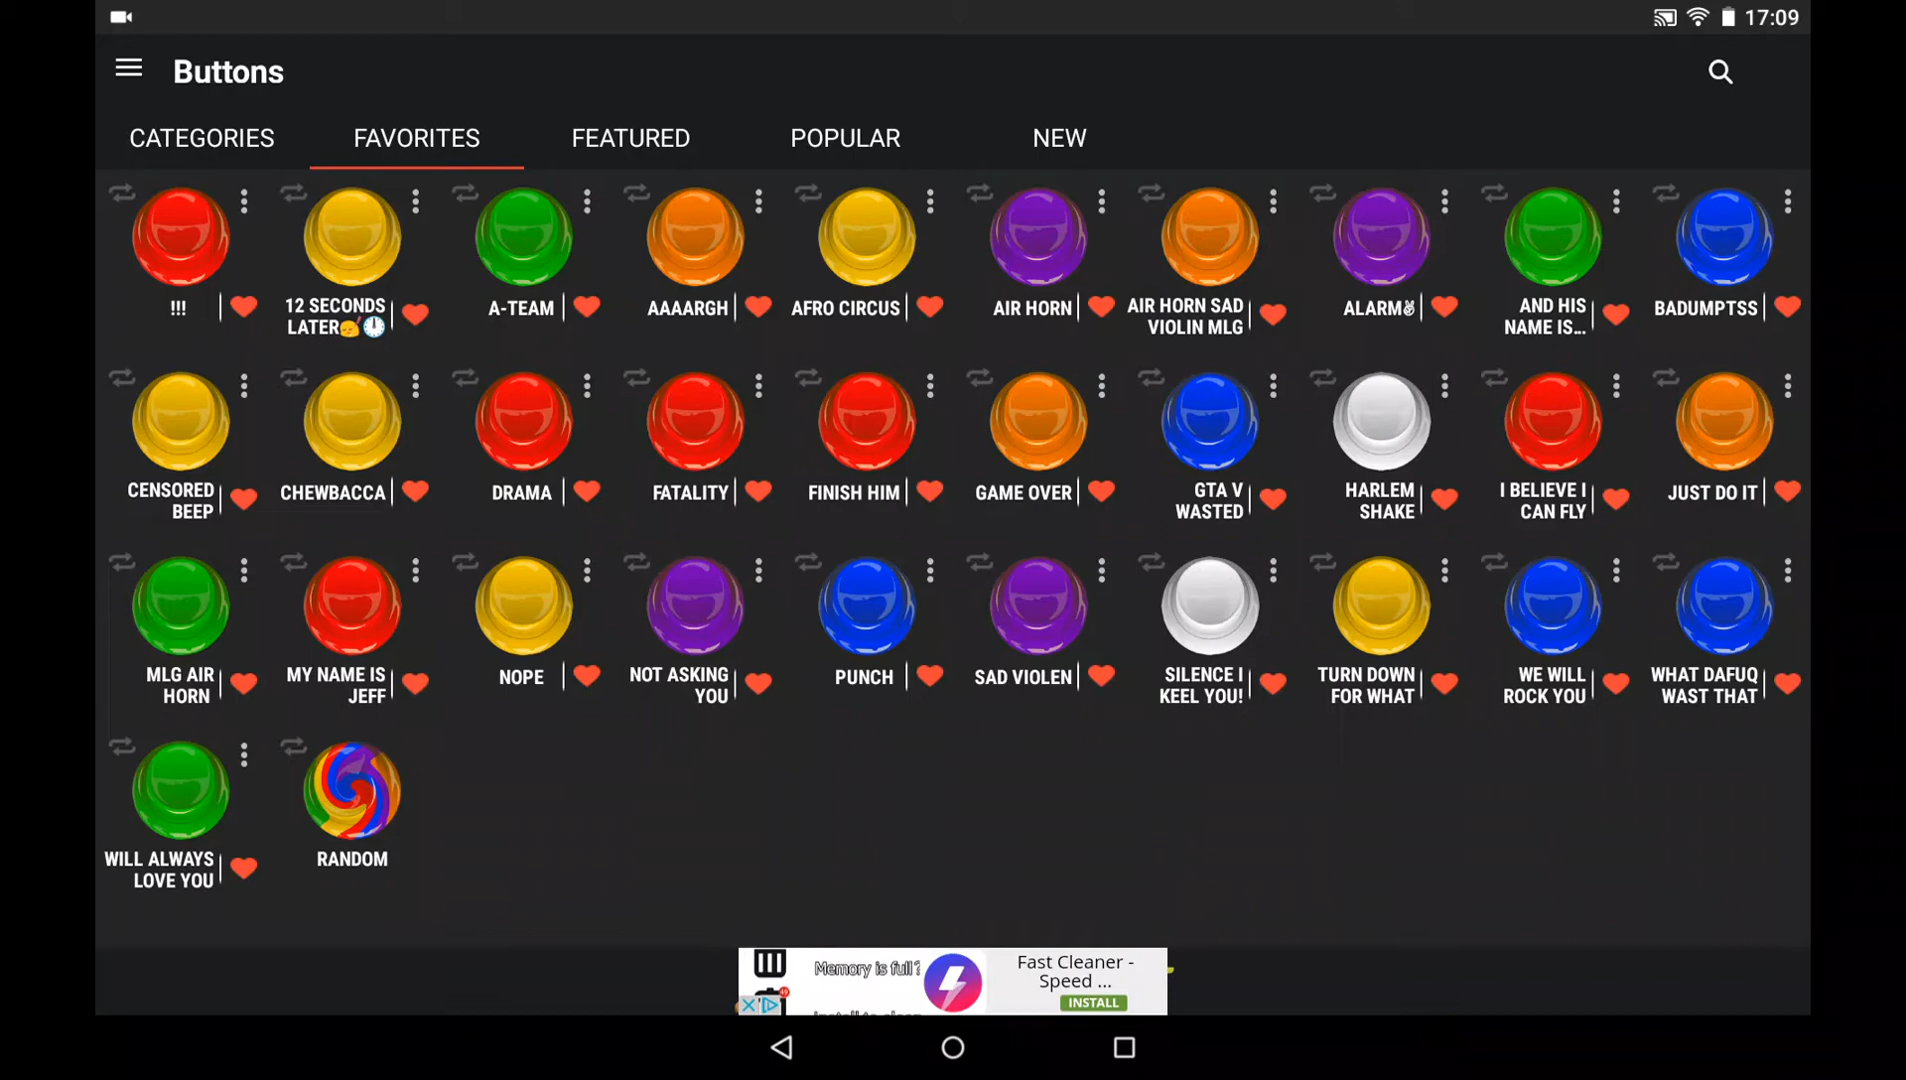 17:09
Buttons
CATEGORIES
FAVORITES
FEATURED
POPULAR
NEW
!!!
12 SECONDS
LATER
A-TEAM
AAAARGH
AFRO CIRCUS
AIR HORN
AIR HORN SAD
VIOLIN MLG
ALARM✌
AND HIS
NAME IS...
BADUMPTSS
CENSORED
BEEP
CHEWBACCA
DRAMA
FATALITY
FINISH HIM
GAME OVER
GTA V
WASTED
HARLEM
SHAKE
I BELIEVE I
CAN FLY
JUST DO IT
MLG AIR
HORN
MY NAME IS
JEFF
NOPE
NOT ASKING
YOU
PUNCH
SAD VIOLEN
SILENCE I
KEEL YOU!
TURN DOWN
FOR WHAT
WE WILL
ROCK YOU
WHAT DAFUQ
WAST THAT
WILL ALWAYS
LOVE YOU
RANDOM
Memory is full?
Fast Cleaner -
Speed ...
INSTALL